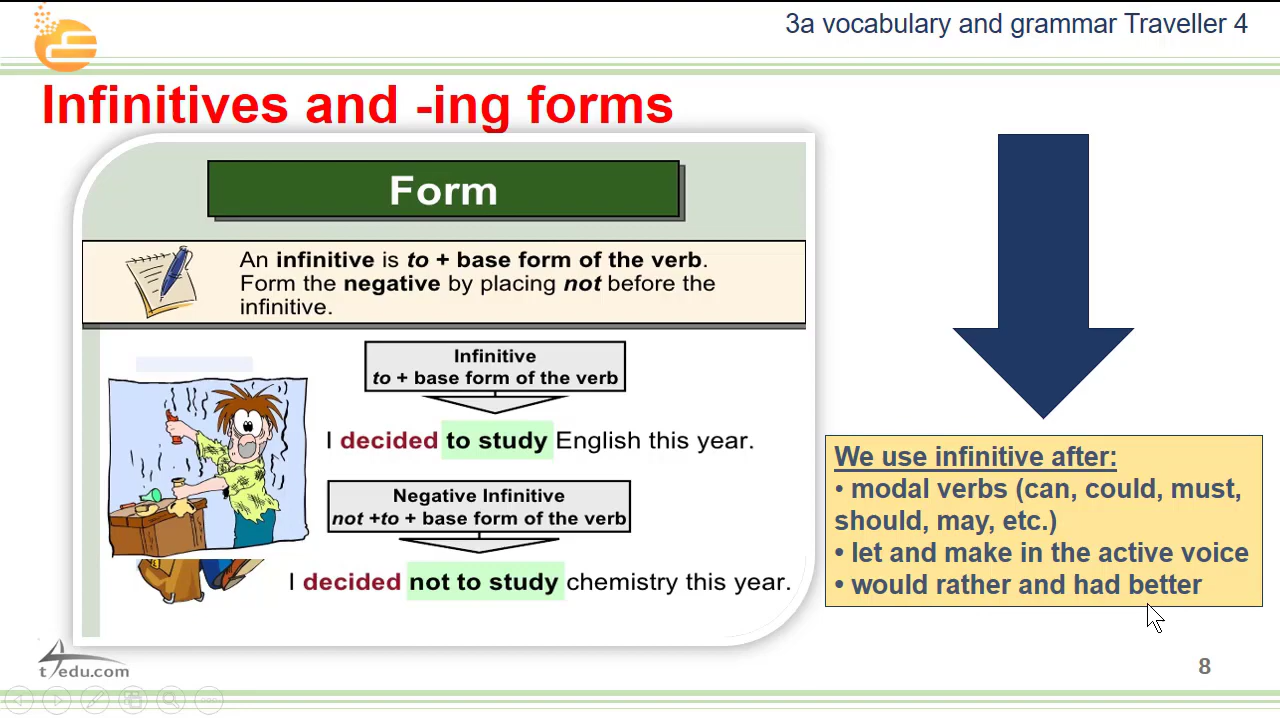 3a vocabulary and grammar Traveller 4
Infinitives and -ing forms
Form
An infinitive is to + base form of the verb.
Form the negative by placing not before the
infinitive.
Infinitive
to + base form of the verb
I decided to study English this year.
Negative Infinitive
not +to + base form of the verb
I decided not to study chemistry this year.
We use infinitive after:
• modal verbs (can, could, must,
should, may, etc.)
• let and make in the active voice
• would rather and had better
t4edu.com
8